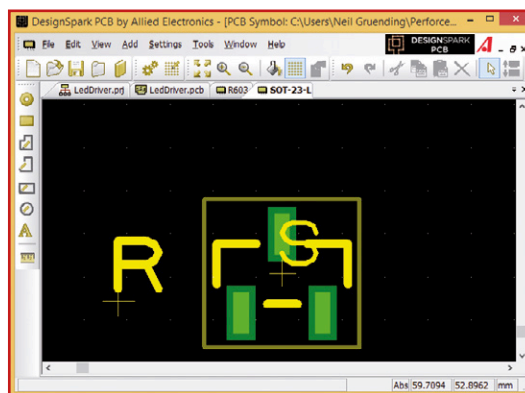 DesignSpark PCB by Allied Electronics - [PCB Symbol: C:\Users\Neil Gruending\Perforce...
File Edit View Add Settings Tools Window Help
DESIGNSPARK
PCB
LedDriver.prj LedDriver.pcb R603 SOT-23-L
R
S
Abs 59.7094 52.8962 mm